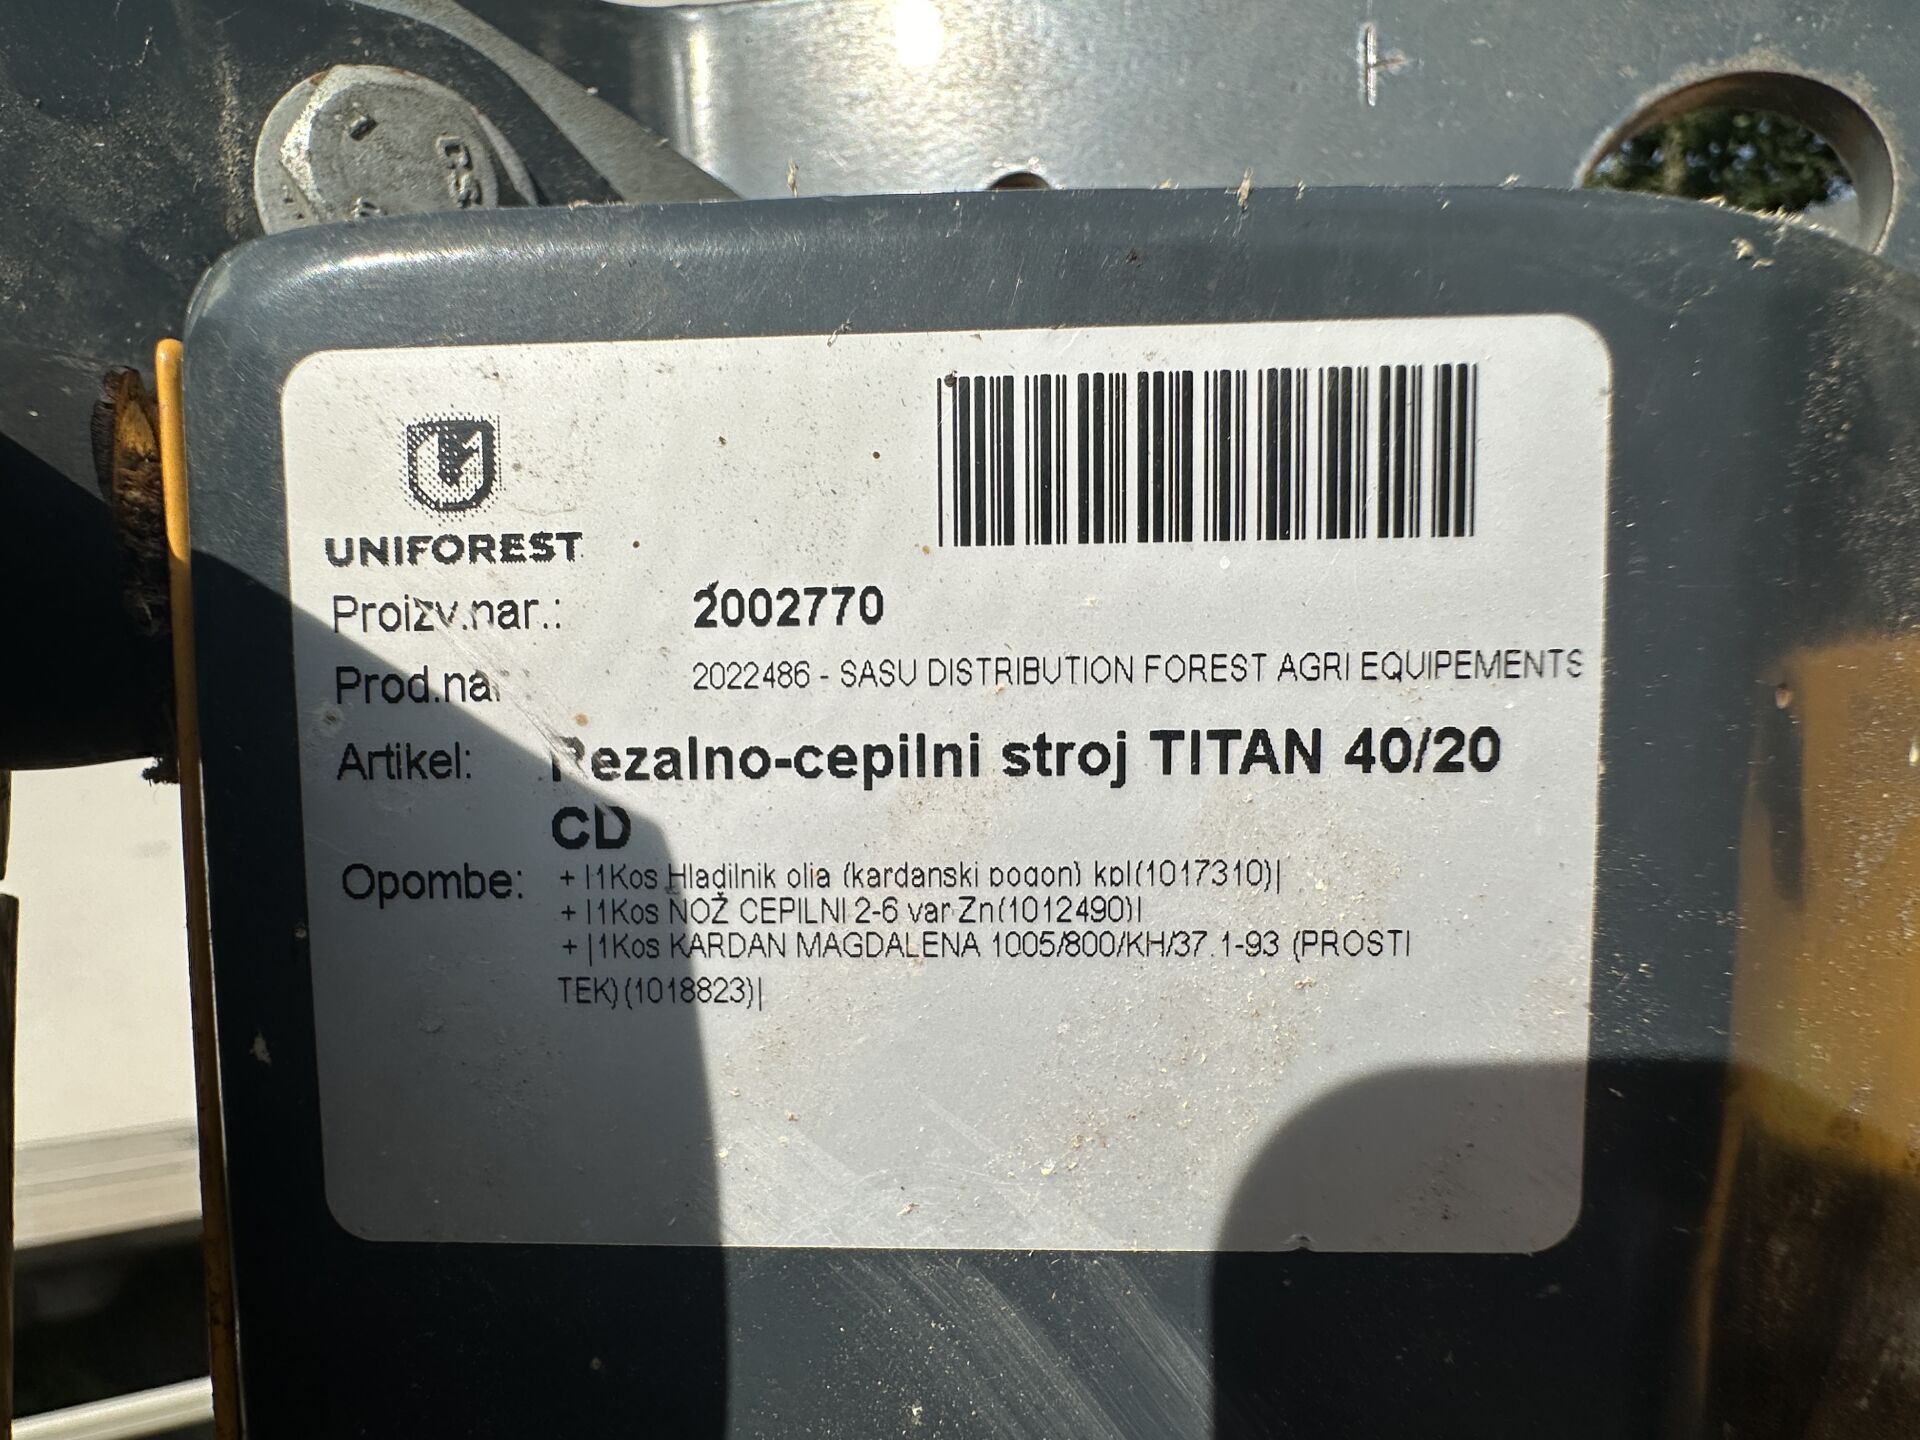 UNIFOREST
Proizv.nar.: 2002770
Prod.na 2022486 - SASU DISTRIBUTION FOREST AGRI EQUIPEMENTS
Artikel: Rezalno-cepilni stroj TITAN 40/20
CD
Opombe: + |1Kos Hladilnik olja (kardanski pogon) kpl(1017310)|
+ |1Kos NOŽ CEPILNI 2-6 var Zn(1012490)|
+ |1Kos KARDAN MAGDALENA 1005/800/KH/37.1-93 (PROSTI
TEK)(1018823)|